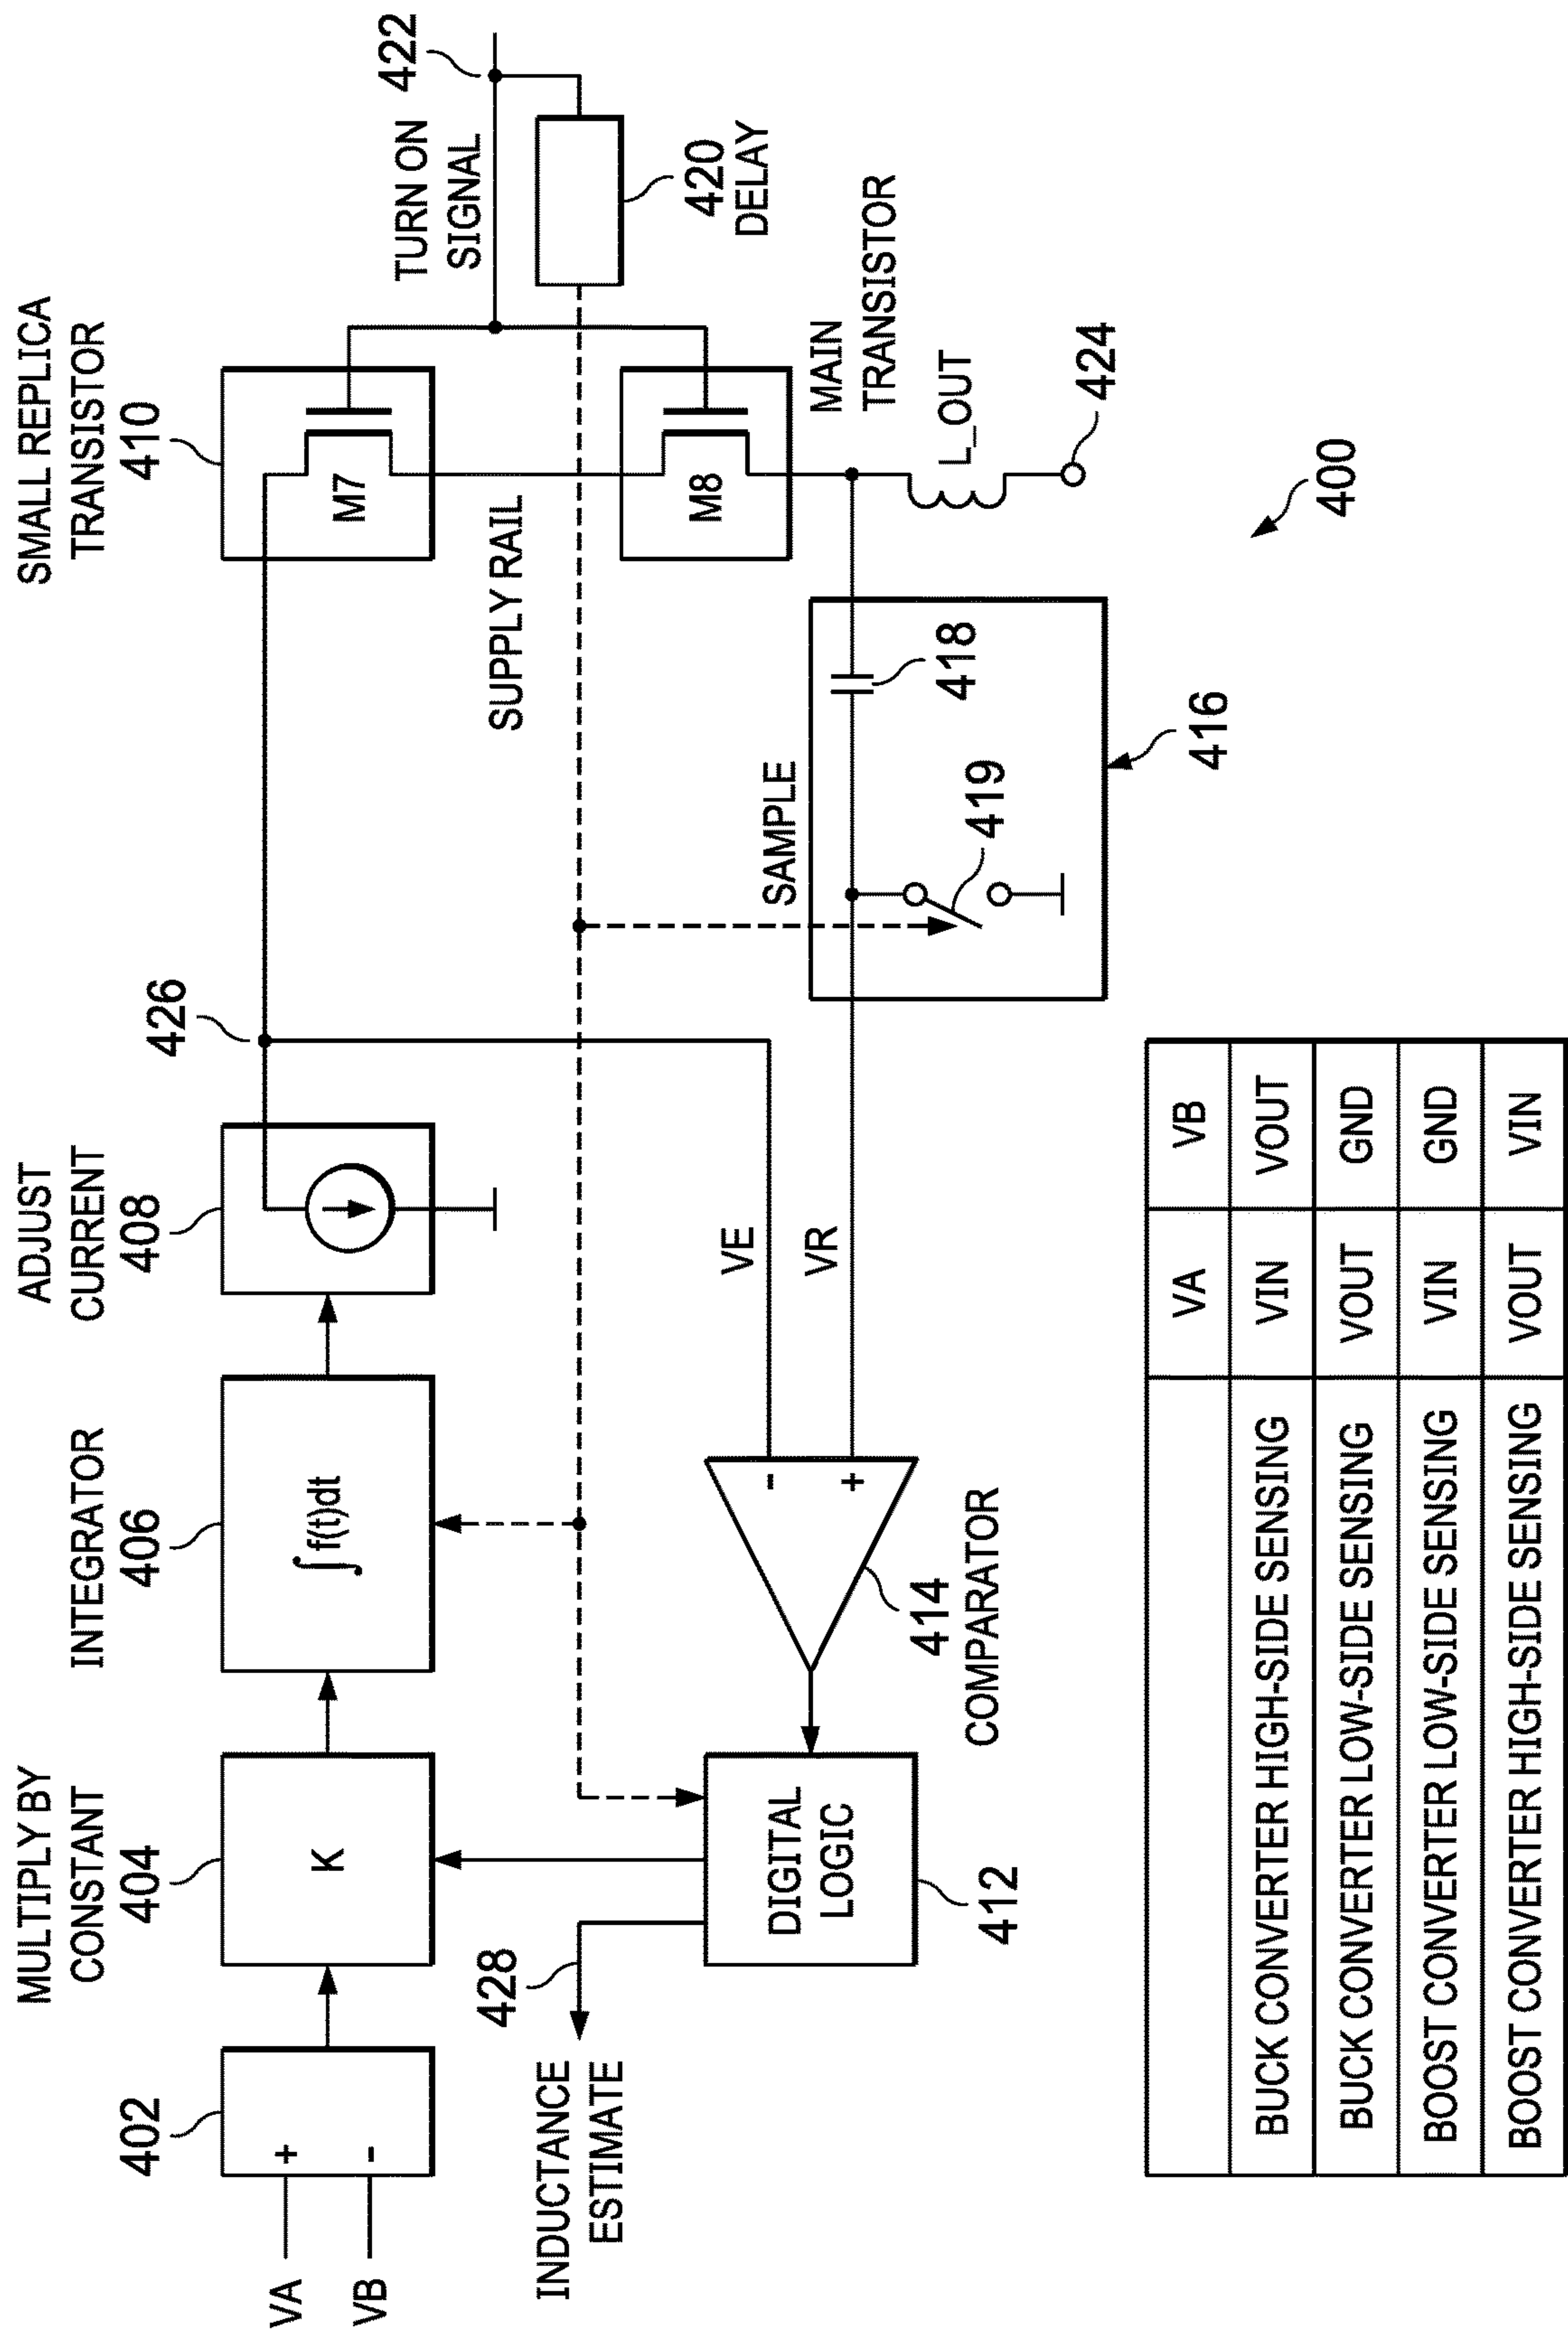 MULTIPLY BY
CONSTANT
404
INTEGRATOR
406
ADJUST
CURRENT
408
SMALL REPLICA
TRANSISTOR
410
402
VA
+
VB
-
K
∫ f(t)dt
426
M7
TURN ON
SIGNAL
422
SUPPLY RAIL
420
DELAY
M8
MAIN
TRANSISTOR
INDUCTANCE
ESTIMATE
428
DIGITAL
LOGIC
412
-
+
414
COMPARATOR
VE
VR
SAMPLE
419
418
416
L_OUT
424
400
VA VB
BUCK CONVERTER HIGH-SIDE SENSING VIN VOUT
BUCK CONVERTER LOW-SIDE SENSING VOUT GND
BOOST CONVERTER LOW-SIDE SENSING VIN GND
BOOST CONVERTER HIGH-SIDE SENSING VOUT VIN